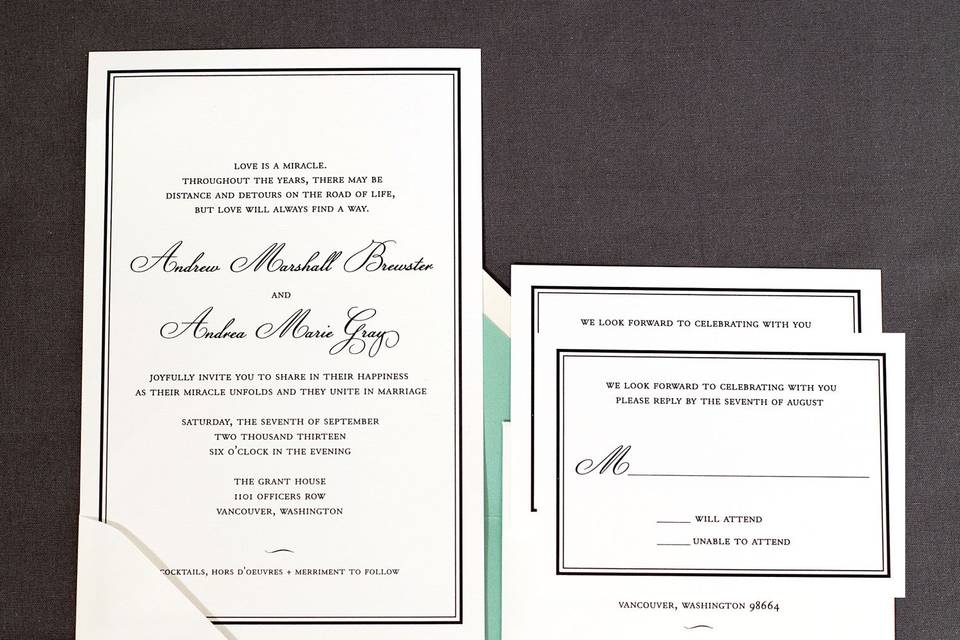 LOVE IS A MIRACLE.
THROUGHOUT THE YEARS, THERE MAY BE
DISTANCE AND DETOURS ON THE ROAD OF LIFE,
BUT LOVE WILL ALWAYS FIND A WAY.
Andrew Marshall Brewster
AND
Andrea Marie Gray
JOYFULLY INVITE YOU TO SHARE IN THEIR HAPPINESS
AS THEIR MIRACLE UNFOLDS AND THEY UNITE IN MARRIAGE
SATURDAY, THE SEVENTH OF SEPTEMBER
TWO THOUSAND THIRTEEN
SIX O'CLOCK IN THE EVENING
THE GRANT HOUSE
1101 OFFICERS ROW
VANCOUVER, WASHINGTON
COCKTAILS, HORS D'OEUVRES + MERRIMENT TO FOLLOW
WE LOOK FORWARD TO CELEBRATING WITH YOU
WE LOOK FORWARD TO CELEBRATING WITH YOU
PLEASE REPLY BY THE SEVENTH OF AUGUST
M
WILL ATTEND
UNABLE TO ATTEND
VANCOUVER, WASHINGTON 98664